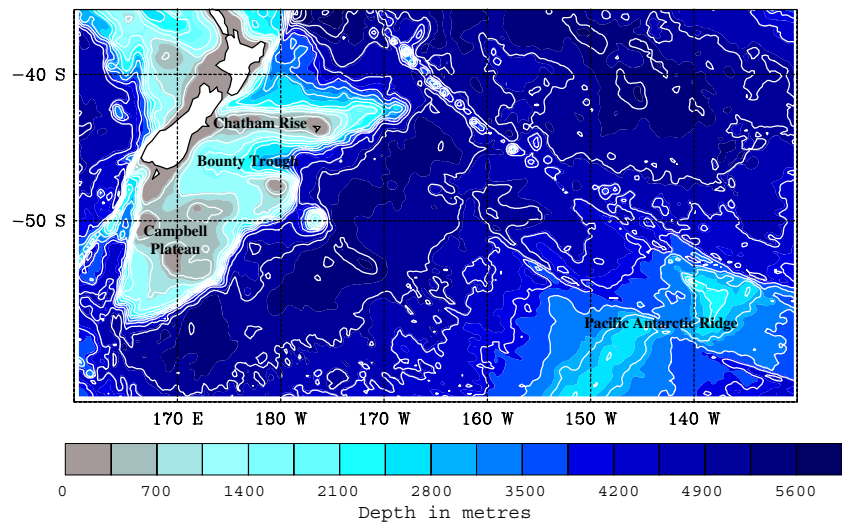 −40 S
Chatham Rise
Bounty Trough
−50 S
Campbell
Plateau
Pacific Antarctic Ridge
170 E 180 W 170 W 160 W 150 W 140 W
0 700 1400 2100 2800 3500 4200 4900 5600
Depth in metres